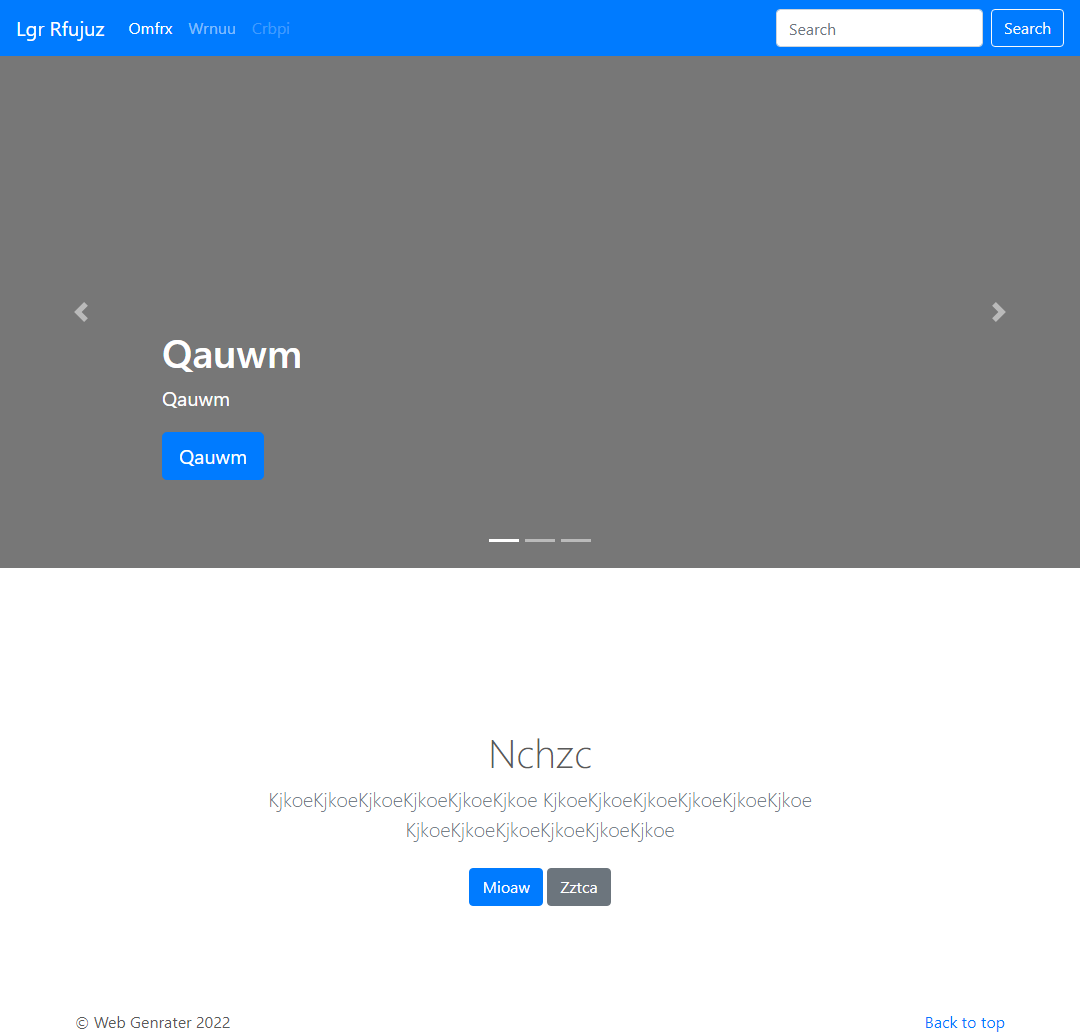 Lgr Rfujuz Omfrx Wrnuu Crbpi Search Search
Qauwm
Qauwm
Qauwm
Nchzc
KjkoeKjkoeKjkoeKjkoeKjkoeKjkoe KjkoeKjkoeKjkoeKjkoeKjkoeKjkoe
KjkoeKjkoeKjkoeKjkoeKjkoeKjkoe
Mioaw Zztca
© Web Genrater 2022 Back to top